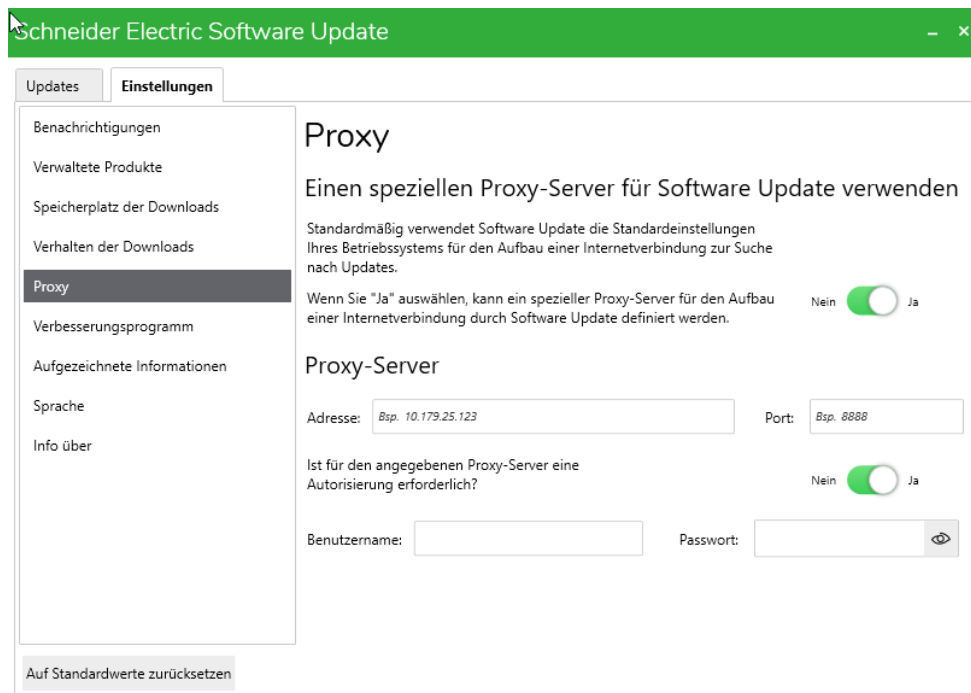 Schneider Electric Software Update
Updates
Einstellungen
Benachrichtigungen
Verwaltete Produkte
Speicherplatz der Downloads
Verhalten der Downloads
Proxy
Verbesserungsprogramm
Aufgezeichnete Informationen
Sprache
Info über
Auf Standardwerte zurücksetzen
Proxy
Einen speziellen Proxy-Server für Software Update verwenden
Standardmäßig verwendet Software Update die Standardeinstellungen
Ihres Betriebssystems für den Aufbau einer Internetverbindung zur Suche
nach Updates.
Wenn Sie "Ja" auswählen, kann ein spezieller Proxy-Server für den Aufbau
einer Internetverbindung durch Software Update definiert werden.
Nein Ja
Proxy-Server
Adresse: Bsp. 10.179.25.123 Port: Bsp. 8888
Ist für den angegebenen Proxy-Server eine
Autorisierung erforderlich?
Nein Ja
Benutzername: Passwort: